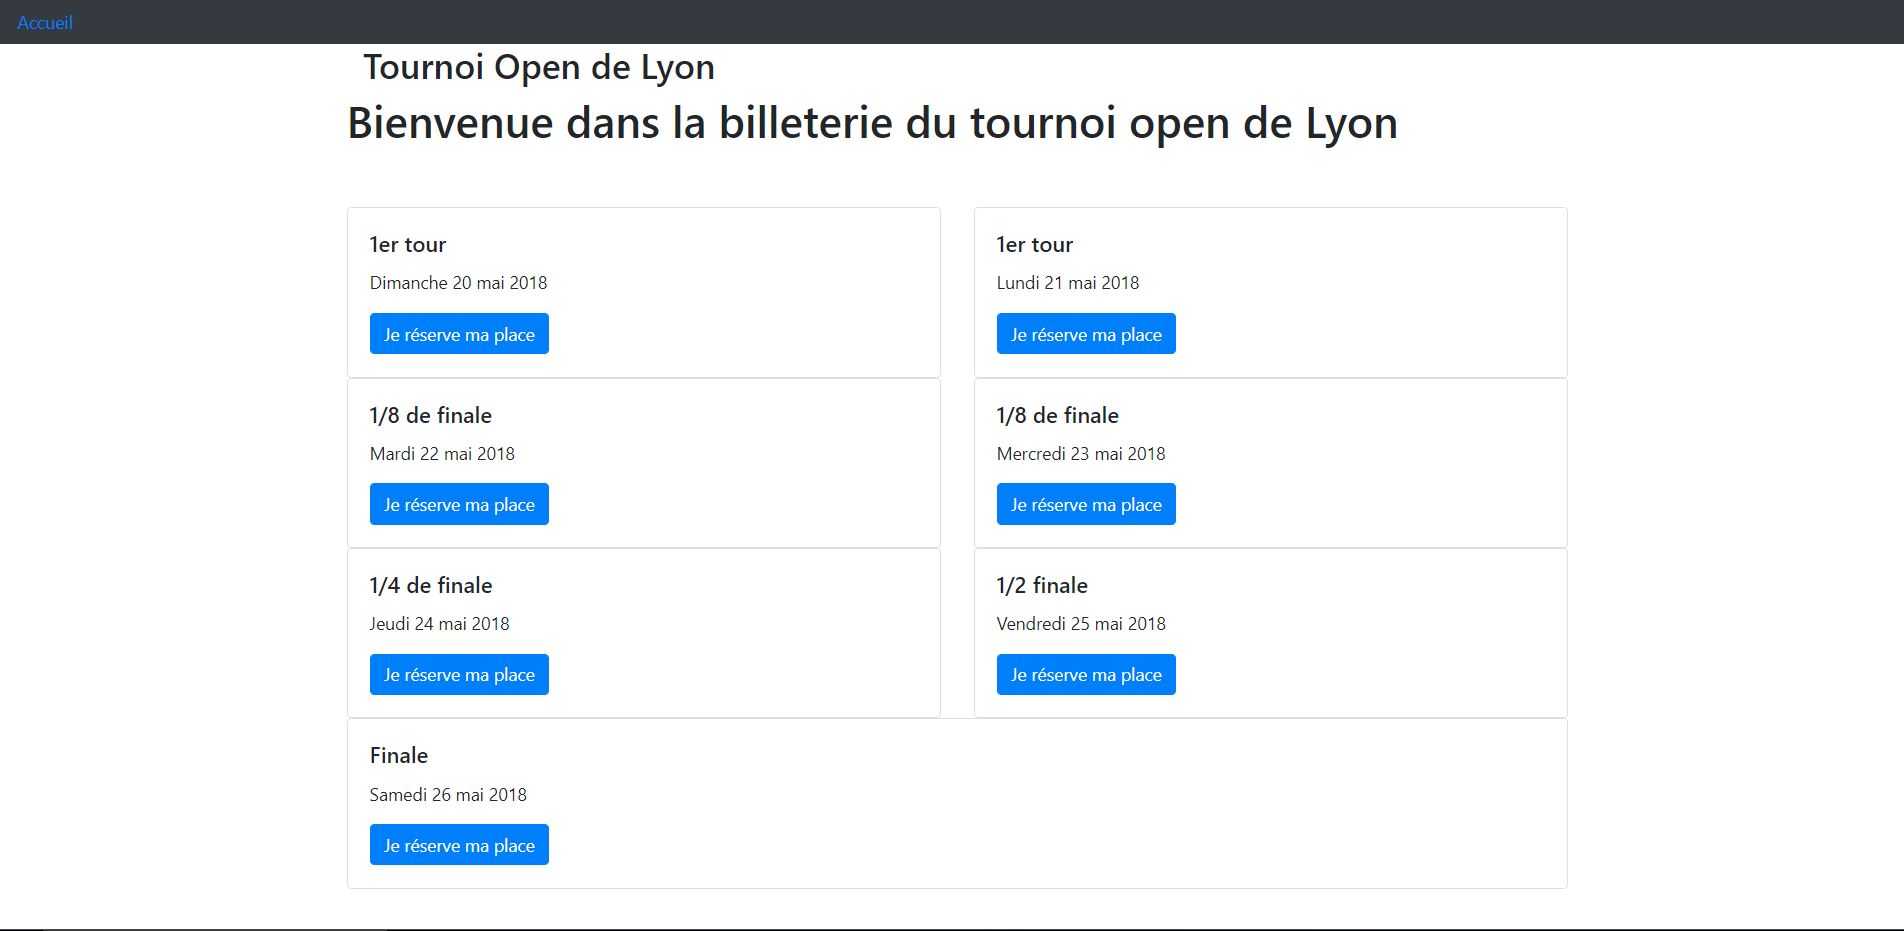 Accueil
Tournoi Open de Lyon
Bienvenue dans la billeterie du tournoi open de Lyon
1er tour
Dimanche 20 mai 2018
Je réserve ma place
1er tour
Lundi 21 mai 2018
Je réserve ma place
1/8 de finale
Mardi 22 mai 2018
Je réserve ma place
1/8 de finale
Mercredi 23 mai 2018
Je réserve ma place
1/4 de finale
Jeudi 24 mai 2018
Je réserve ma place
1/2 finale
Vendredi 25 mai 2018
Je réserve ma place
Finale
Samedi 26 mai 2018
Je réserve ma place